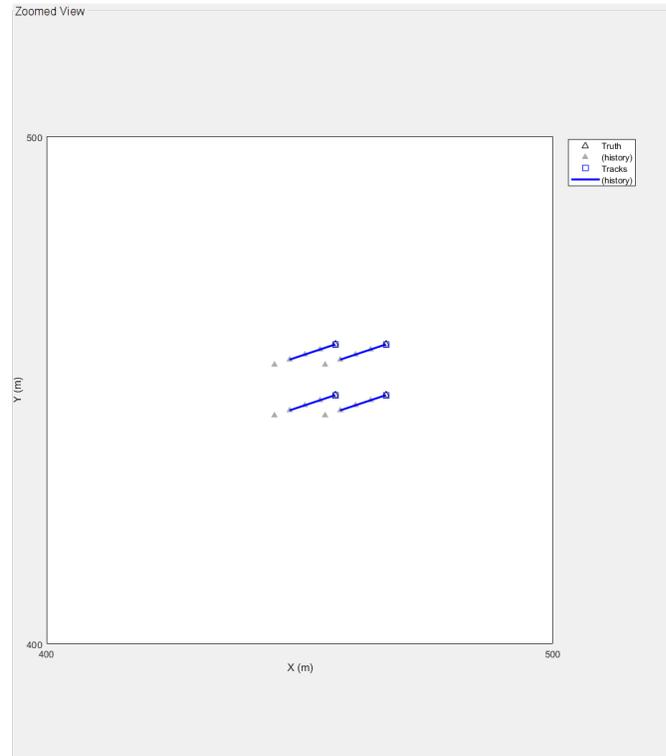 Zoomed View
500
Truth
(history)
Tracks
(history)
Y (m)
400
400
500
X (m)